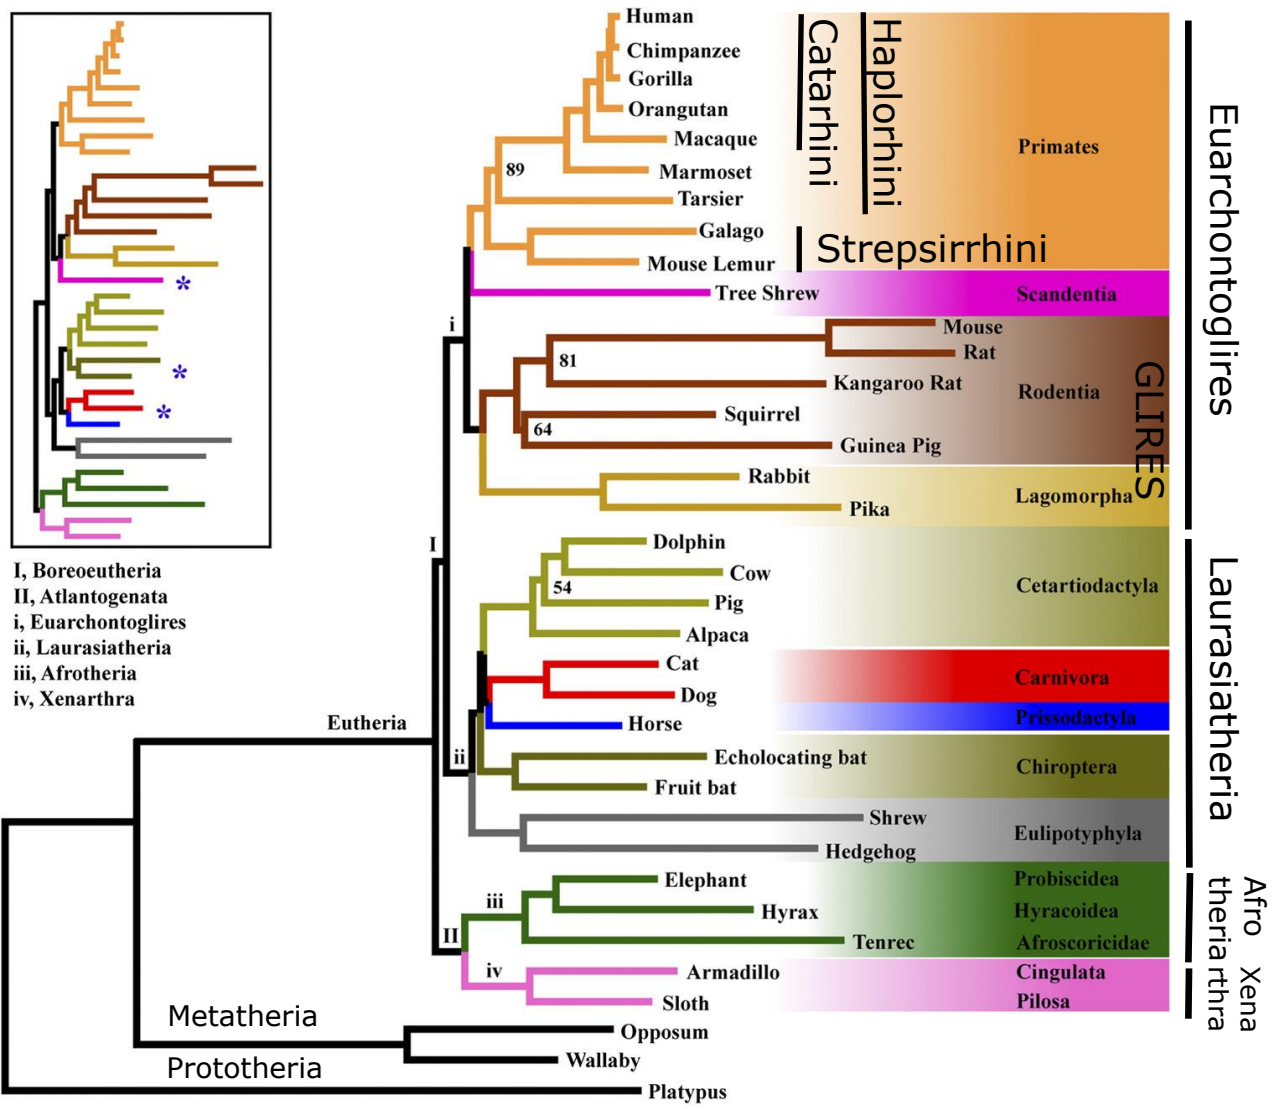 Human
Chimpanzee
Gorilla
Orangutan
Macaque
Marmoset
Tarsier
Galago
Mouse Lemur
Tree Shrew
Mouse
Rat
Kangaroo Rat
Squirrel
Guinea Pig
Rabbit
Pika
Dolphin
Cow
Pig
Alpaca
Cat
Dog
Horse
Echolocating bat
Fruit bat
Shrew
Hedgehog
Elephant
Hyrax
Tenrec
Armadillo
Sloth
Opposum
Wallaby
Platypus
89
81
64
54
i
I
ii
iii
II
iv
Eutheria
Metatheria
Prototheria
Catarhini
Haplorhini
Strepsirrhini
Primates
Scandentia
Rodentia
GLIRES
Lagomorpha
Cetartiodactyla
Carnivora
Prissodactyla
Chiroptera
Eulipotyphyla
Probiscidea
Hyracoidea
Afroscoricidae
Cingulata
Pilosa
Euarchontoglires
Laurasiatheria
Afro
theria
Xena
rthra
*
*
*
I, Boreoeutheria
II, Atlantogenata
i, Euarchontoglires
ii, Laurasiatheria
iii, Afrotheria
iv, Xenarthra